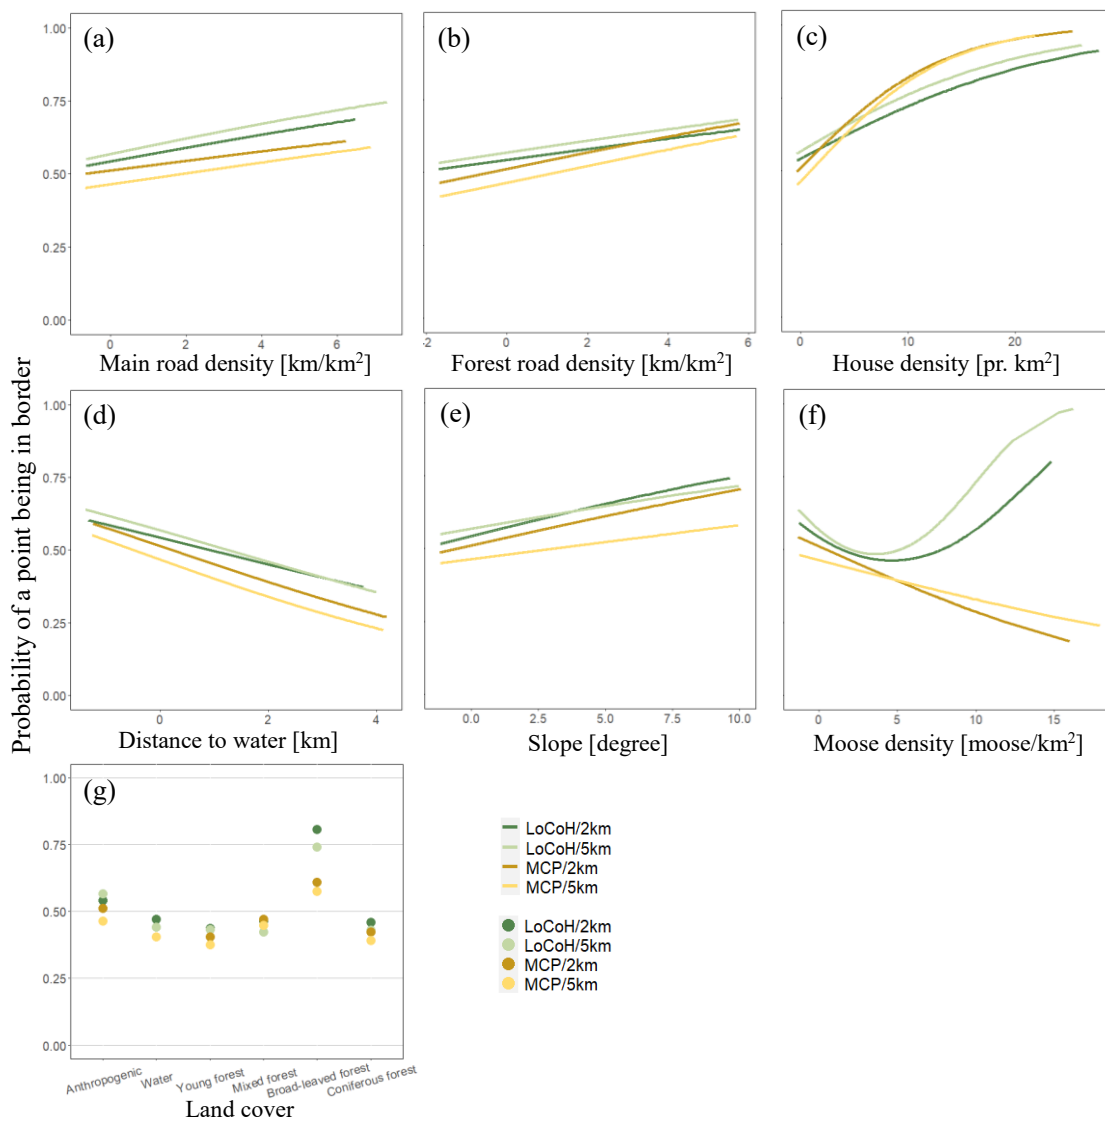 (a)
(b)
(c)
1.00
0.75
0.50
0.25
0.00
0 2 4 6
-2 0 2 4 6
0 10 20
Main road density [km/km²]
Forest road density [km/km²]
House density [pr. km²]
Probability of a point being in border
(d)
(e)
(f)
1.00
0.75
0.50
0.25
0.00
0 2 4
0.0 2.5 5.0 7.5 10.0
0 5 10 15
Distance to water [km]
Slope [degree]
Moose density [moose/km²]
(g)
1.00
0.75
0.50
0.25
0.00
Anthropogenic
Water
Young forest
Mixed forest
Broad-leaved forest
Coniferous forest
Land cover
LoCoH/2km
LoCoH/5km
MCP/2km
MCP/5km
LoCoH/2km
LoCoH/5km
MCP/2km
MCP/5km